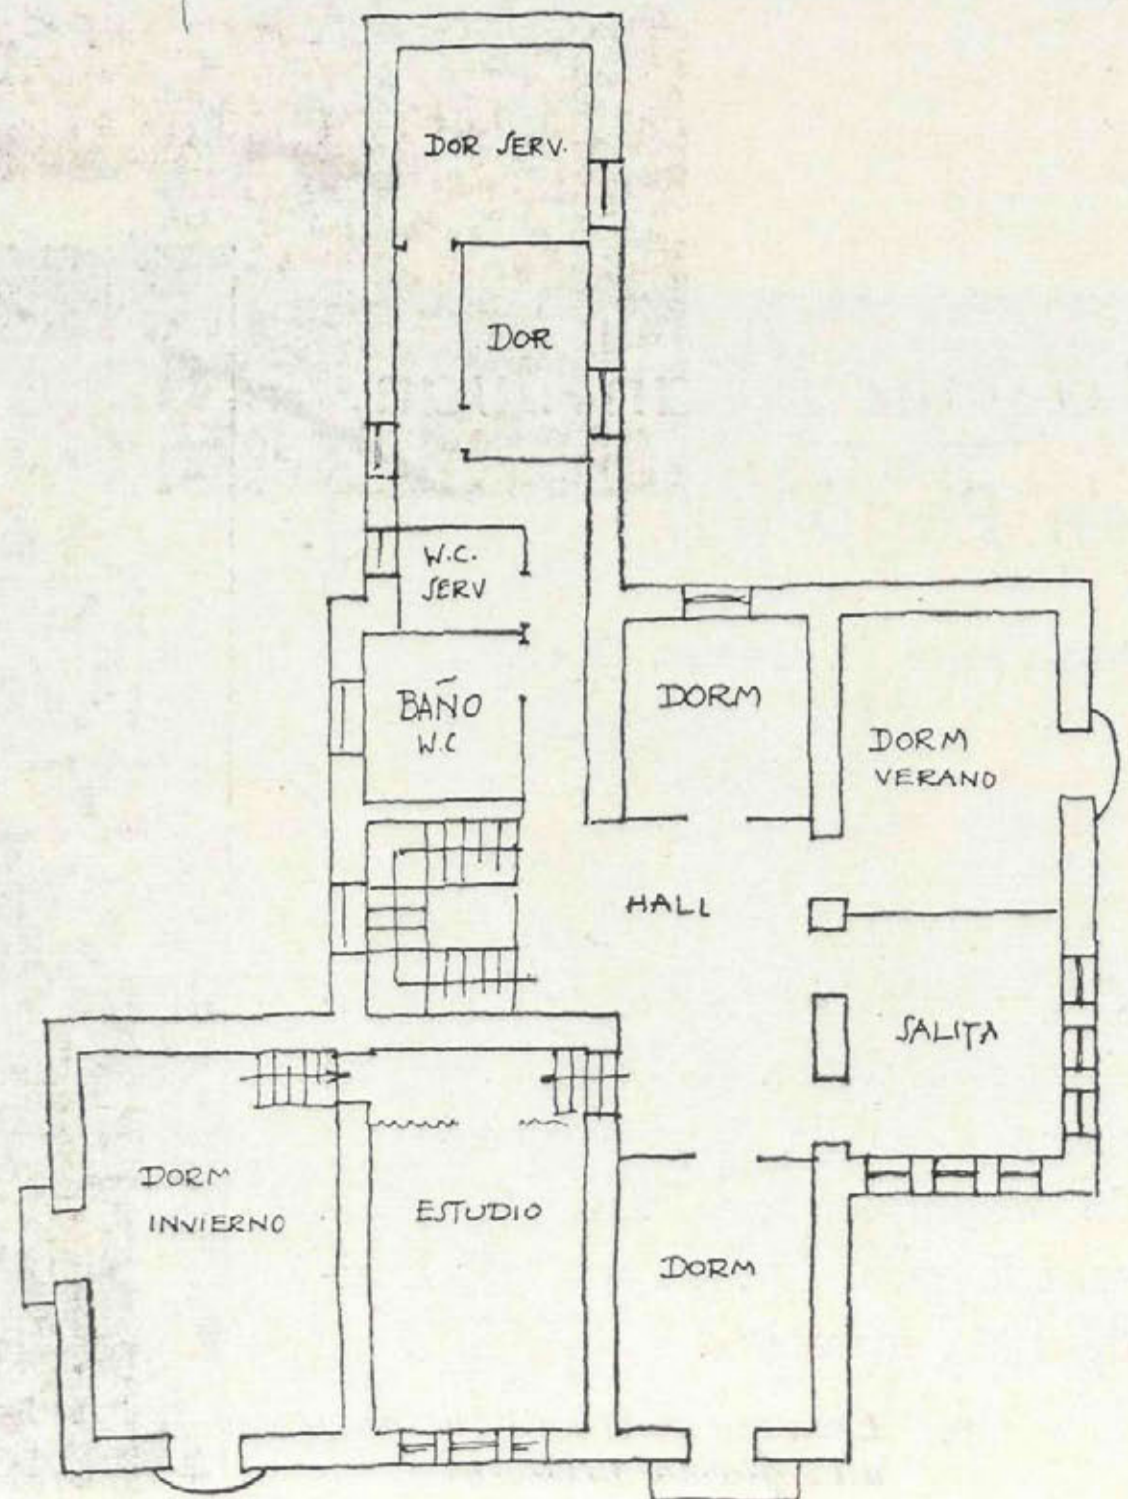 DOR SERV.
DOR
W.C.
SERV
BAÑO
W.C
DORM
DORM
VERANO
HALL
SALITA
DORM
INVIERNO
ESTUDIO
DORM